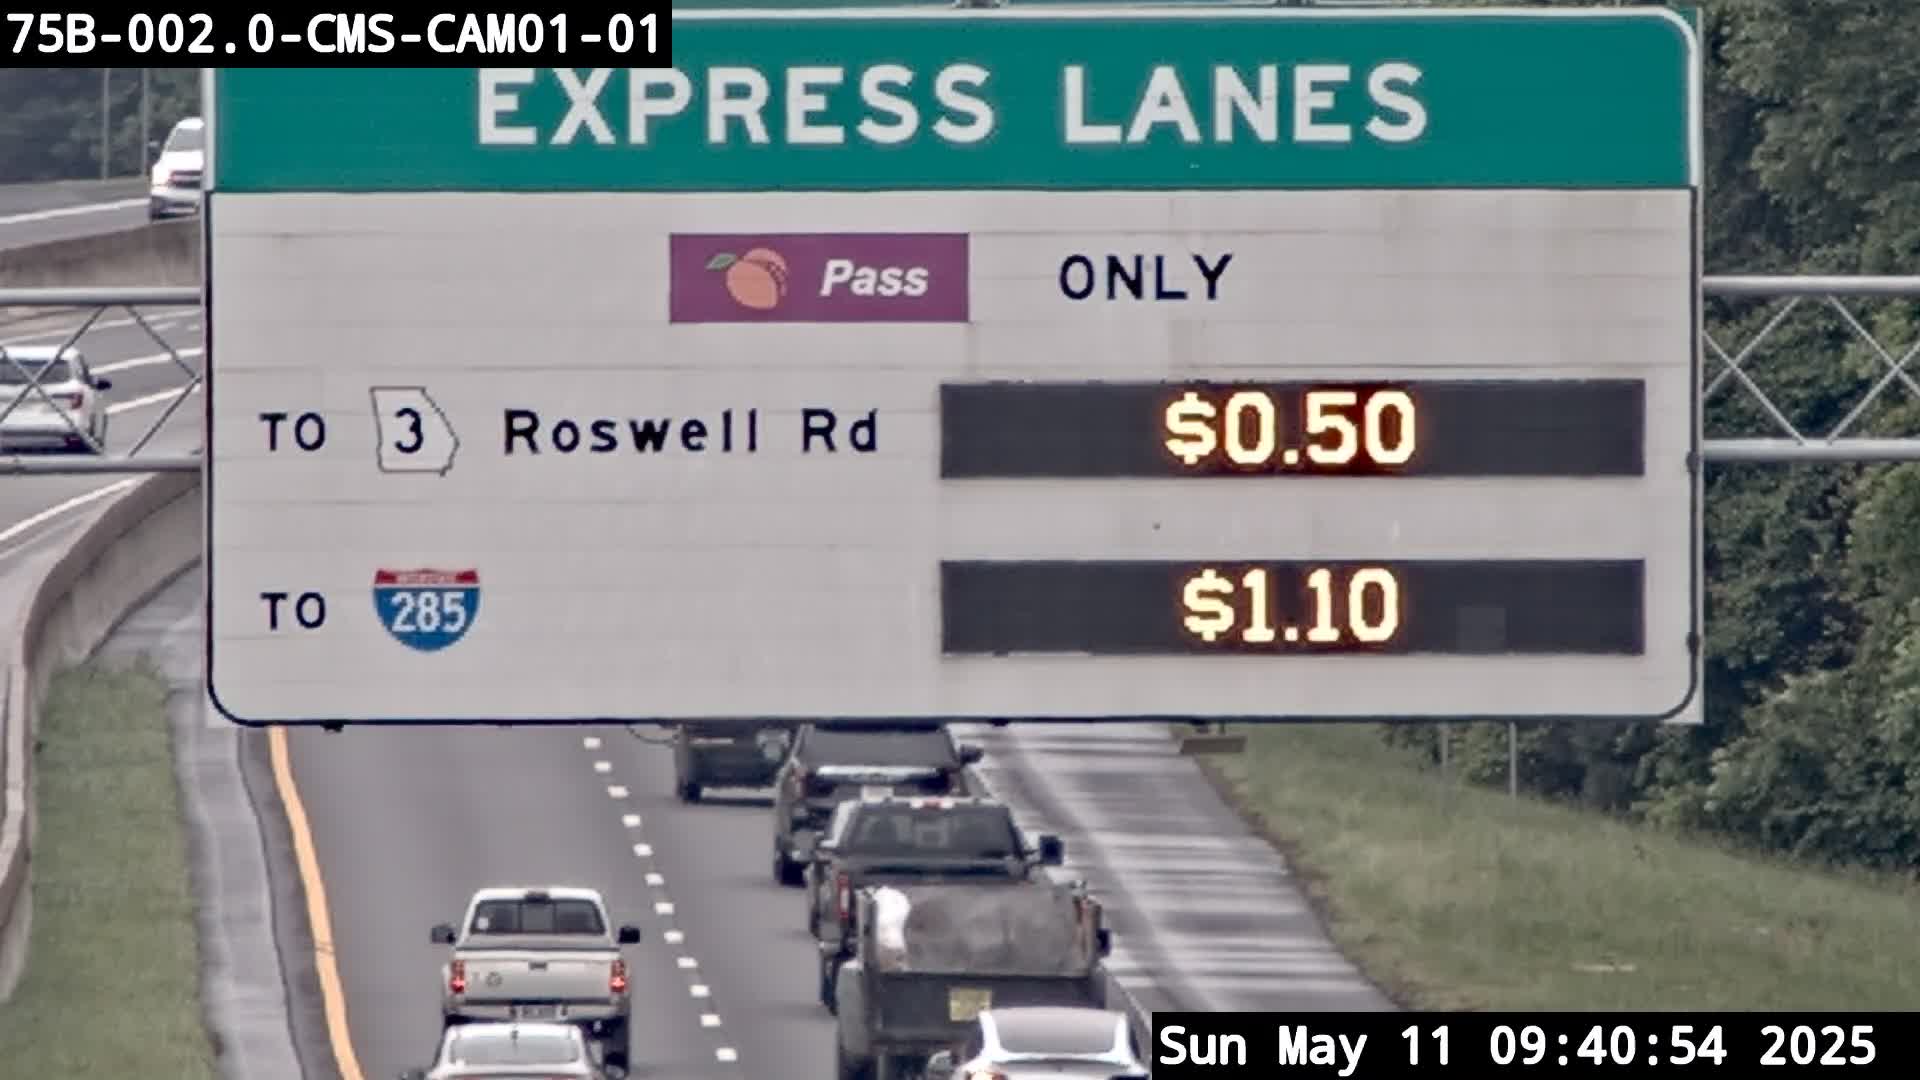 75B-002.0-CMS-CAM01-01
EXPRESS LANES
Pass ONLY
TO 3 Roswell Rd $0.50
TO 285 $1.10
Sun May 11 09:40:54 2025